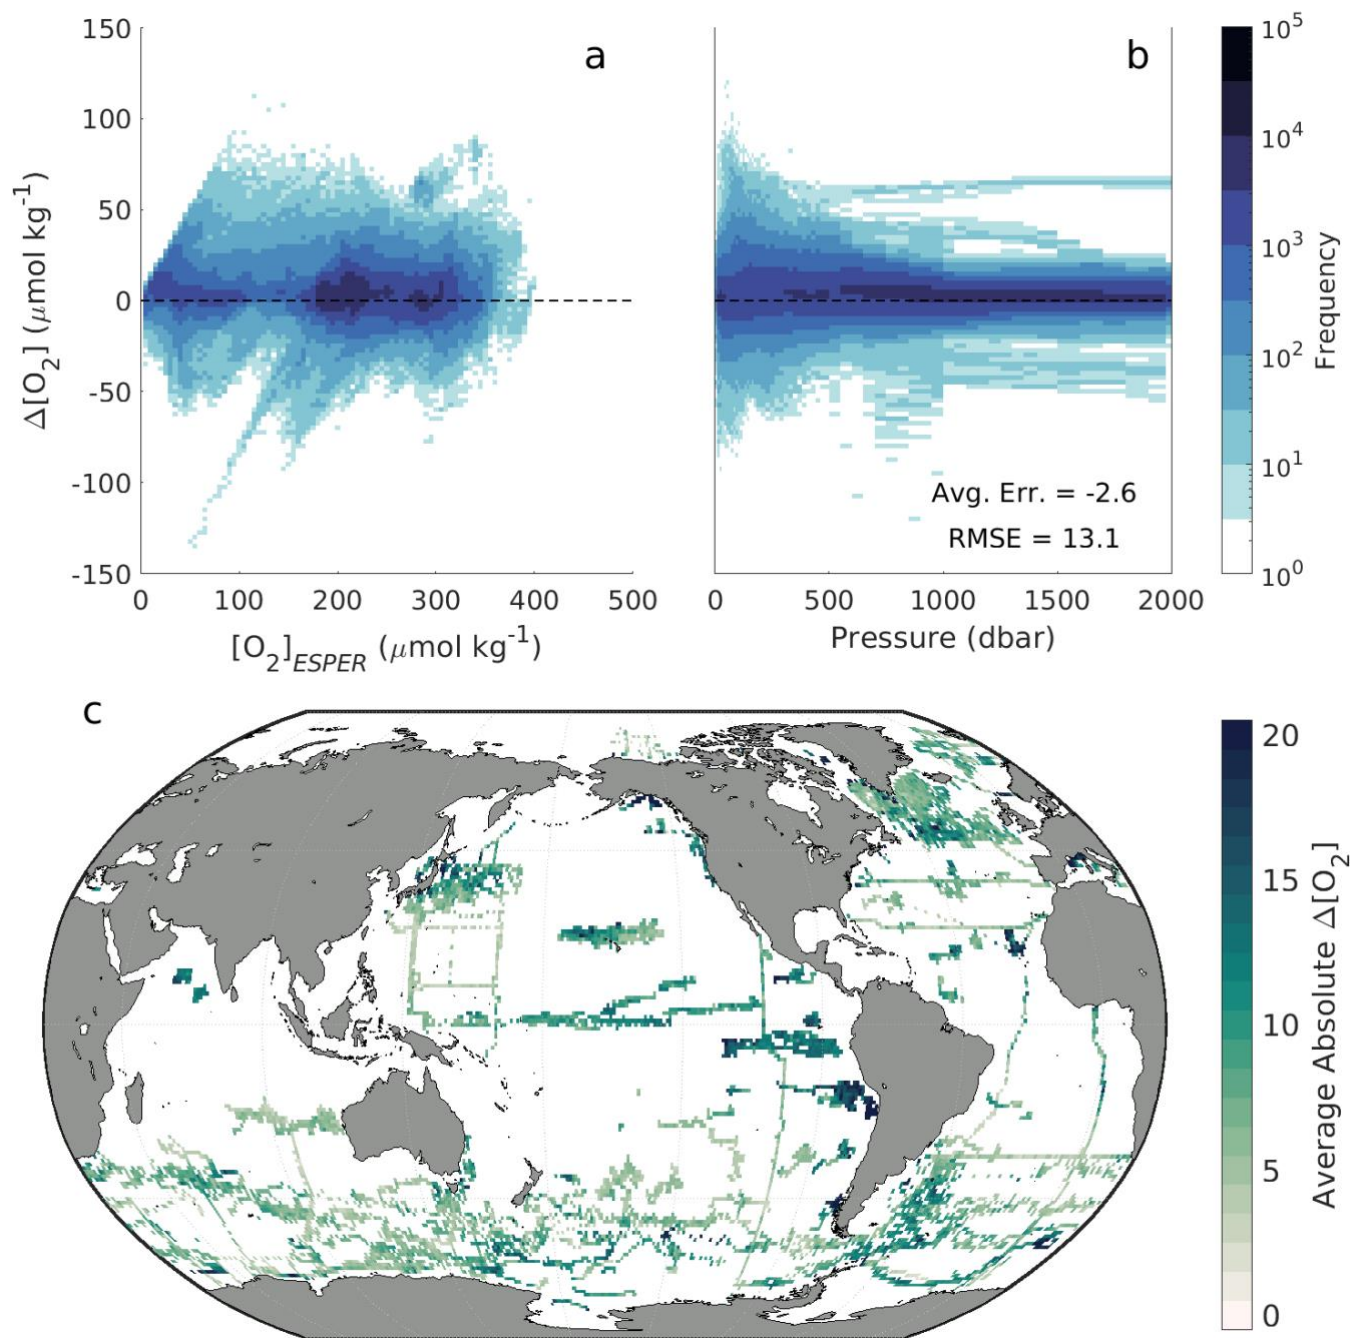 a
b
150
100
50
0
-50
-100
-150
Δ[O2] (μmol kg-1)
0 100 200 300 400 500
[O2]ESPER (μmol kg-1)
Avg. Err. = -2.6
RMSE = 13.1
0 500 1000 1500 2000
Pressure (dbar)
10^5
10^4
10^3
10^2
10^1
10^0
Frequency
c
20
15
10
5
0
Average Absolute Δ[O2]